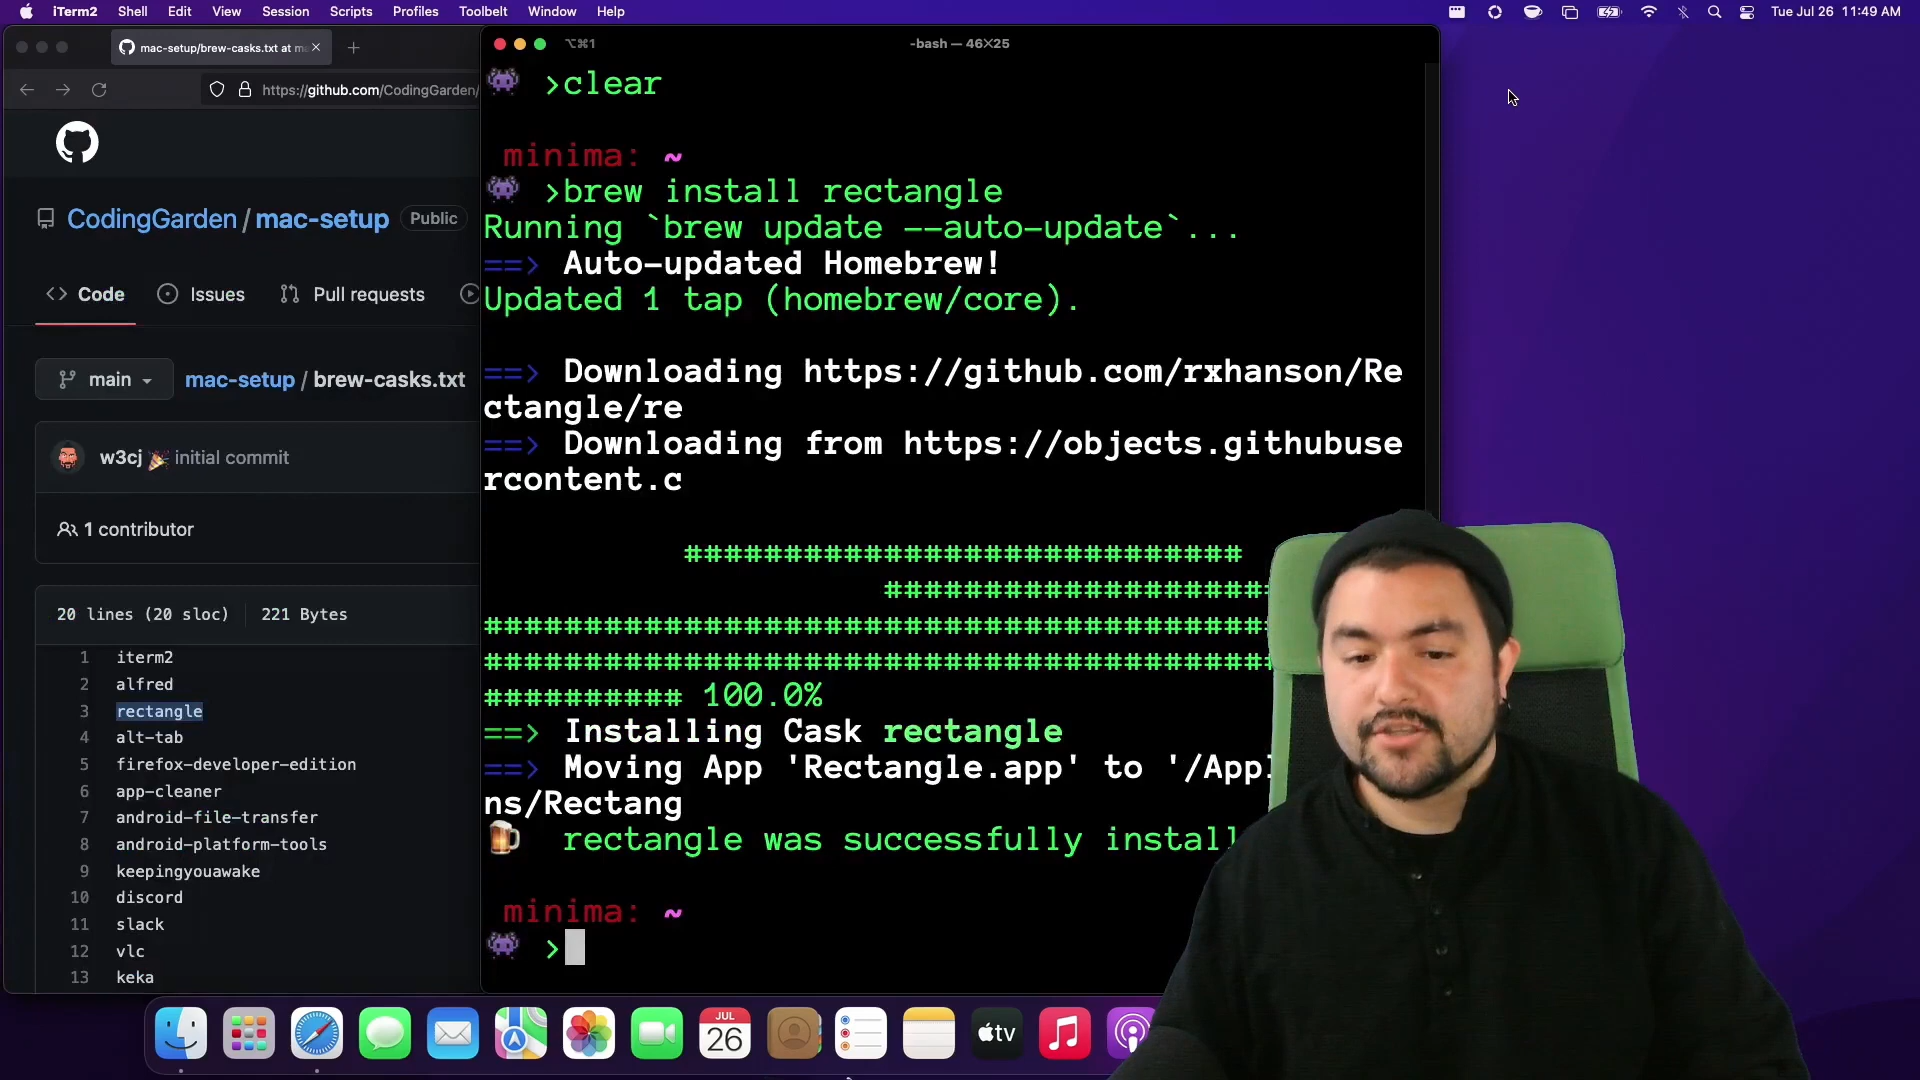 iTerm2 Shell Edit View Session Scripts Profiles Toolbelt Window Help Tue Jul 26 11:49 AM
mac-setup/brew-casks.txt at m
https://github.com/CodingGarden/
CodingGarden / mac-setup Public
Code Issues Pull requests
main mac-setup / brew-casks.txt
w3cj 🎉 initial commit
1 contributor
20 lines (20 sloc) 221 Bytes
1 iterm2
2 alfred
3 rectangle
4 alt-tab
5 firefox-developer-edition
6 app-cleaner
7 android-file-transfer
8 android-platform-tools
9 keepingyouawake
10 discord
11 slack
12 vlc
13 keka
⌥⌘1 -bash — 46×25
👾 >clear
minima: ~
👾 >brew install rectangle
Running `brew update --auto-update`...
==> Auto-updated Homebrew!
Updated 1 tap (homebrew/core).
==> Downloading https://github.com/rxhanson/Re
ctangle/re
==> Downloading from https://objects.githubuse
rcontent.c
############################
####################
########################################
########################################
########## 100.0%
==> Installing Cask rectangle
==> Moving App 'Rectangle.app' to '/Appl
ns/Rectang
🍺 rectangle was successfully install
minima: ~
👾 >
JUL
26
tv